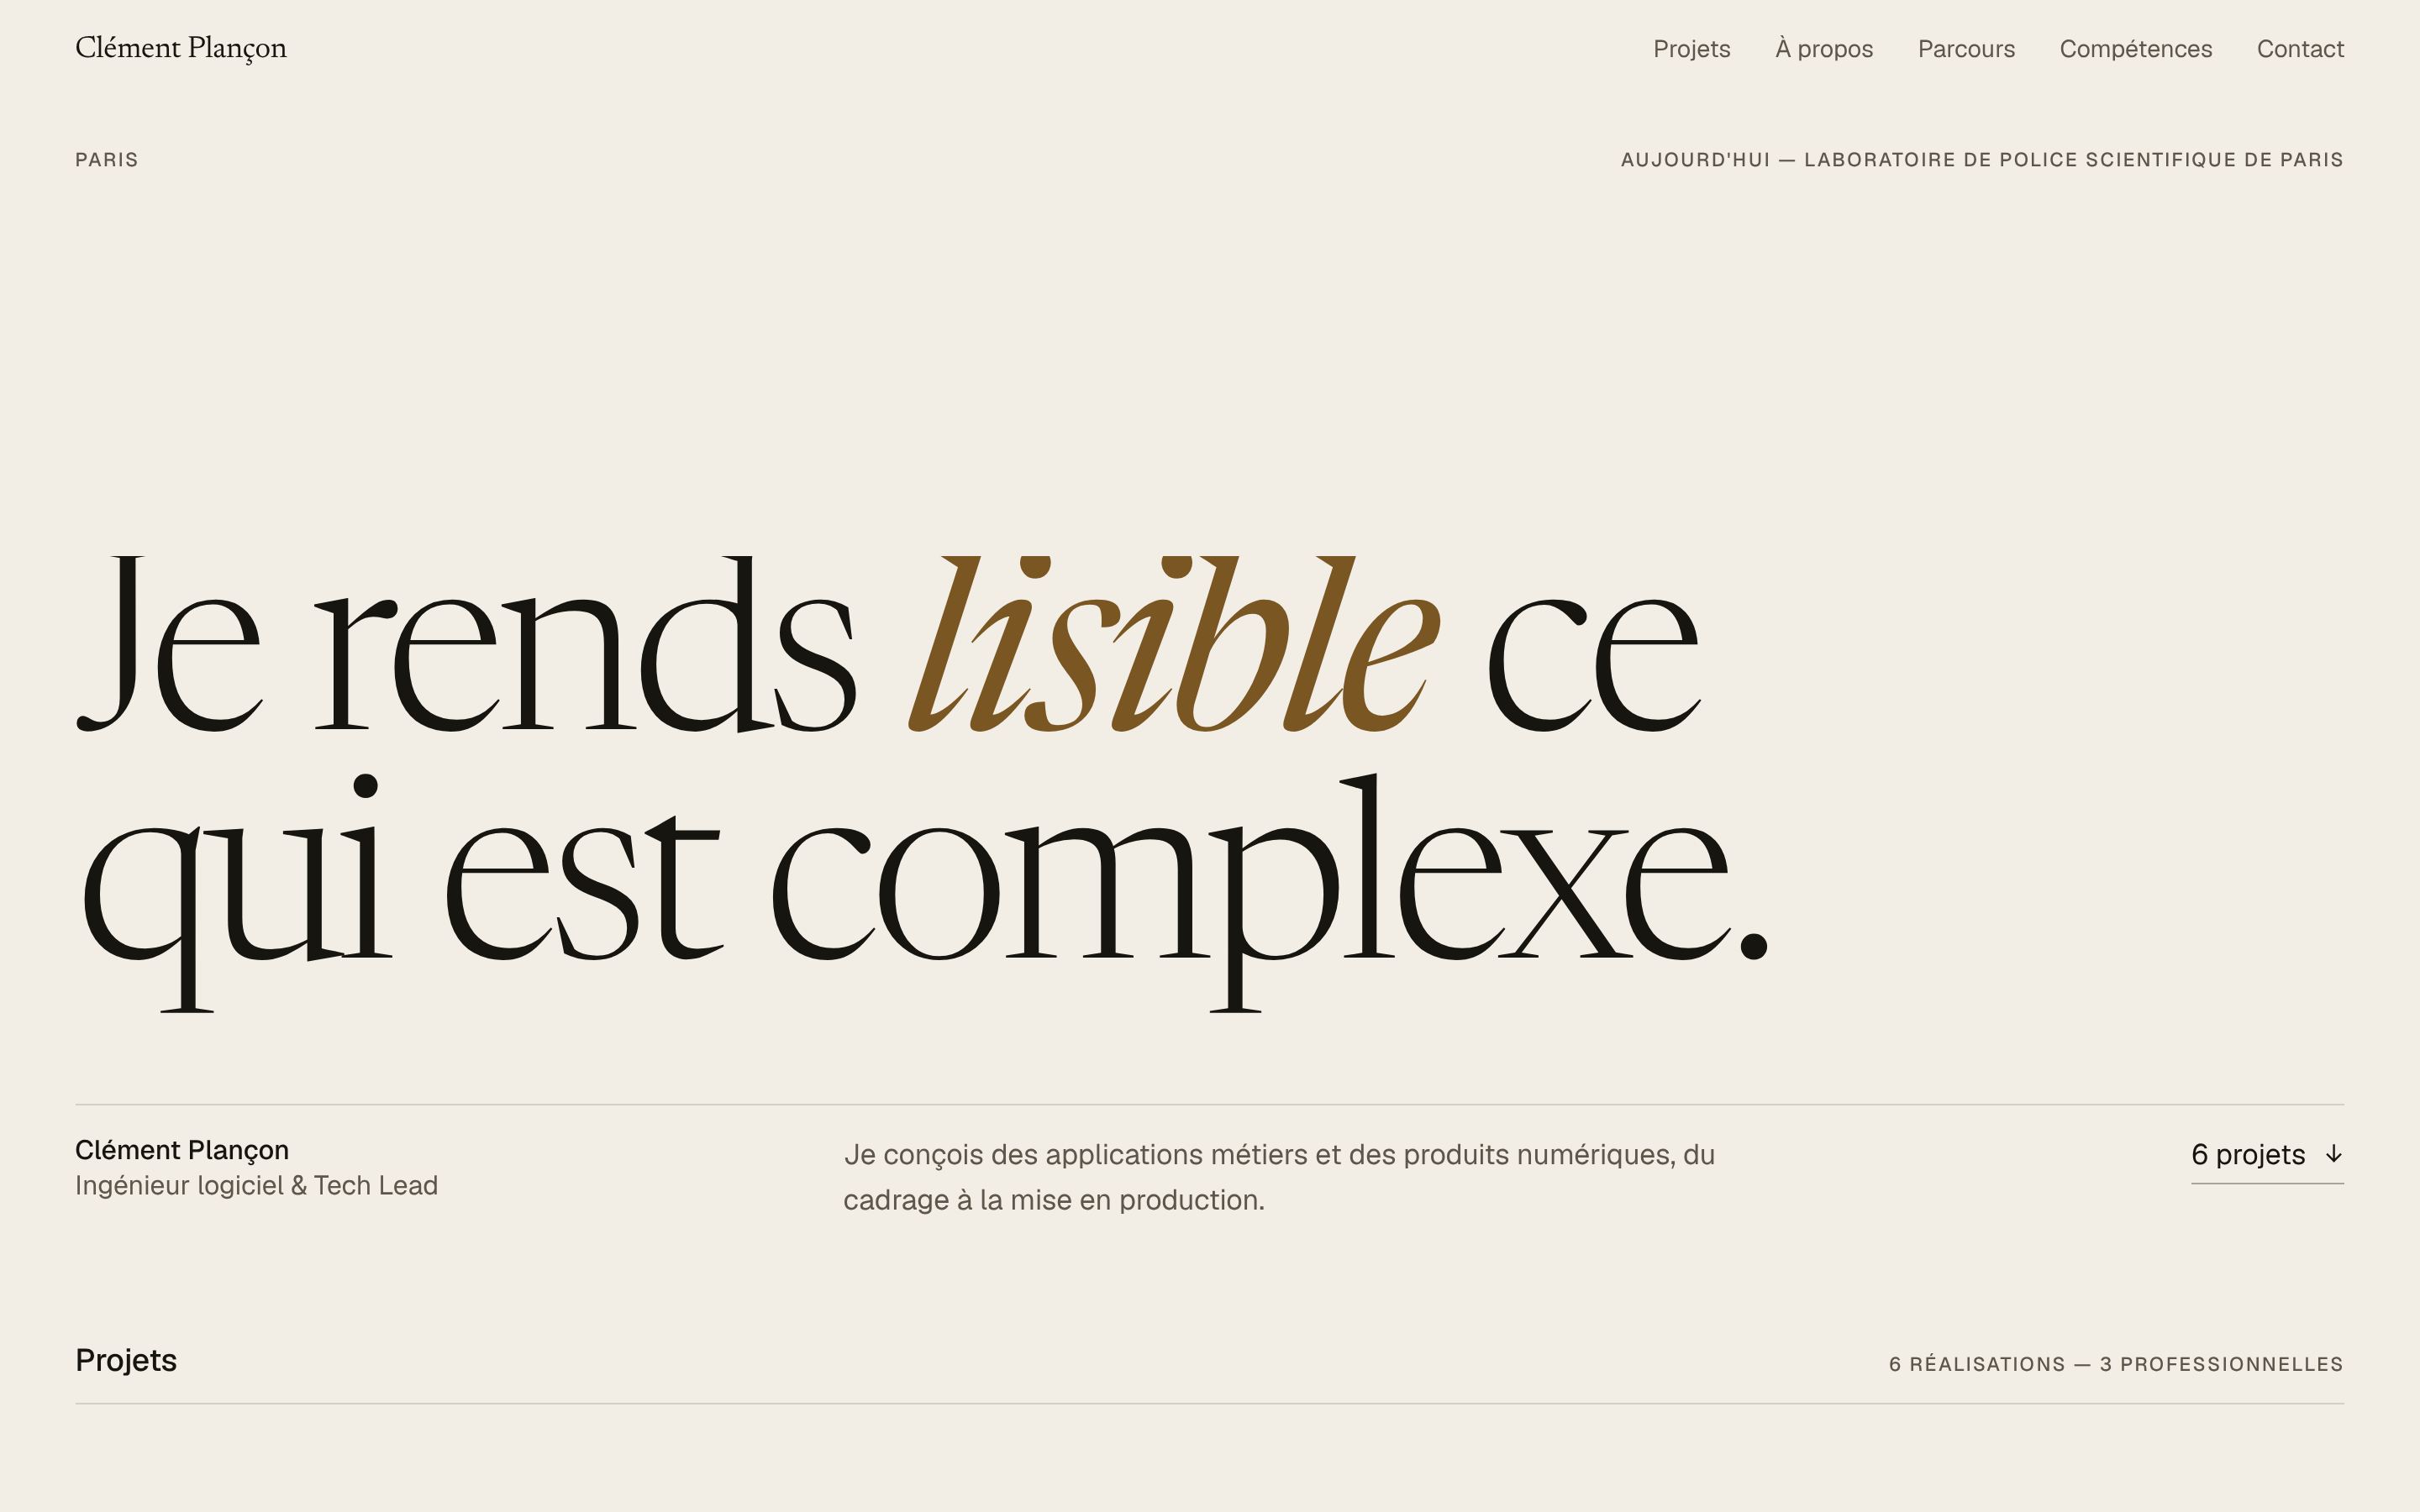 Clément Plançon
Projets À propos Parcours Compétences Contact
PARIS
AUJOURD'HUI — LABORATOIRE DE POLICE SCIENTIFIQUE DE PARIS
Je rends lisible ce
qui est complexe.
Clément Plançon
Ingénieur logiciel & Tech Lead
Je conçois des applications métiers et des produits numériques, du
cadrage à la mise en production.
6 projets ↓
Projets
6 RÉALISATIONS — 3 PROFESSIONNELLES